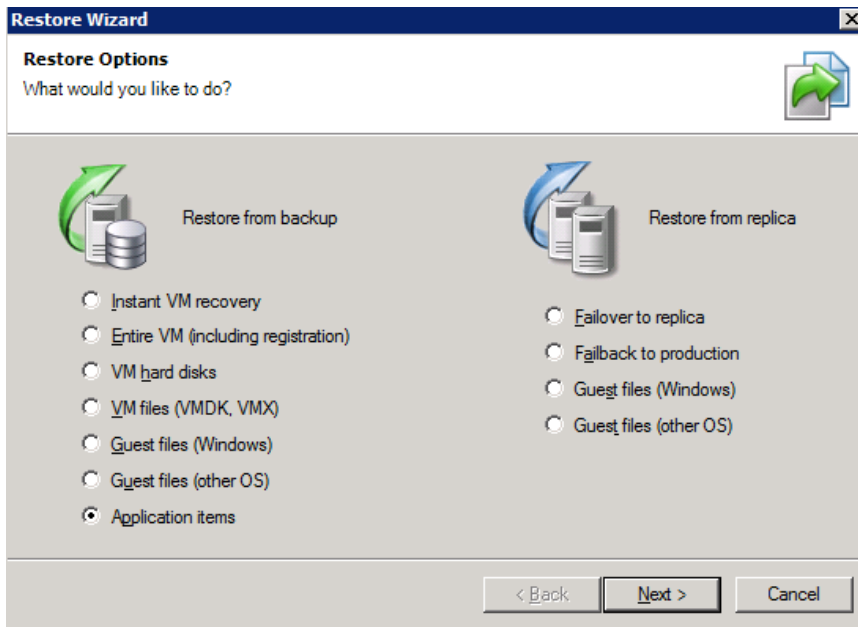 Restore Wizard
Restore Options
What would you like to do?
Restore from backup
Instant VM recovery
Entire VM (including registration)
VM hard disks
VM files (VMDK, VMX)
Guest files (Windows)
Guest files (other OS)
Application items
Restore from replica
Failover to replica
Failback to production
Guest files (Windows)
Guest files (other OS)
< Back
Next >
Cancel